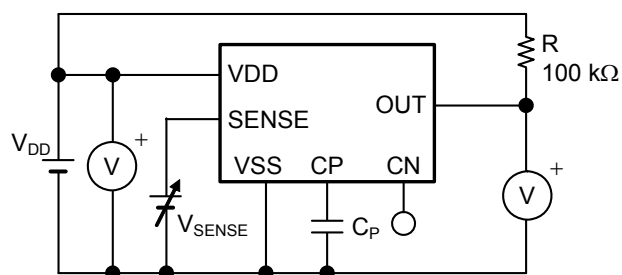 R
100 kΩ
VDD
OUT
SENSE
V_DD
+
V
VSS CP CN
+
V
V_SENSE
C_P